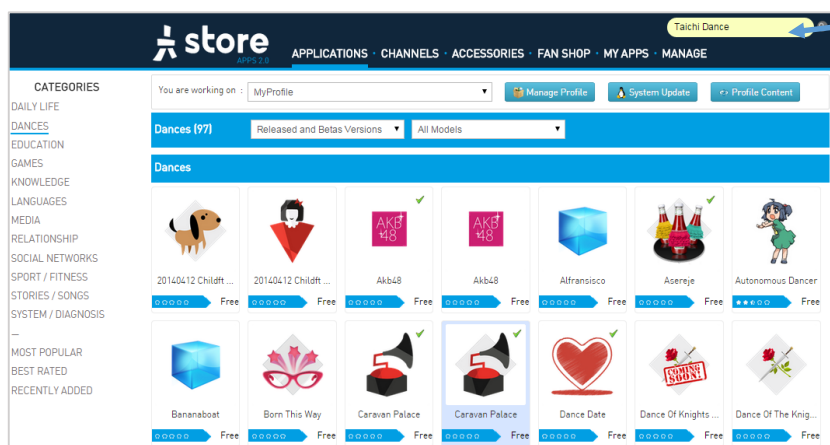 Taichi Dance
store
APPS 2.0
APPLICATIONS · CHANNELS · ACCESSORIES · FAN SHOP · MY APPS · MANAGE
CATEGORIES
DAILY LIFE
DANCES
EDUCATION
GAMES
KNOWLEDGE
LANGUAGES
MEDIA
RELATIONSHIP
SOCIAL NETWORKS
SPORT / FITNESS
STORIES / SONGS
SYSTEM / DIAGNOSIS
—
MOST POPULAR
BEST RATED
RECENTLY ADDED
You are working on : MyProfile Manage Profile System Update Profile Content
Dances (97) Released and Betas Versions All Models
Dances
AKB 48 AKB 48
20140412 Childft ... 20140412 Childft ... Akb48 Akb48 Alfransisco Asereje Autonomous Dancer
Free Free Free Free Free Free Free
COMING SOON!
Bananaboat Born This Way Caravan Palace Caravan Palace Dance Date Dance Of Knights ... Dance Of The Knig...
Free Free Free Free Free Free Free